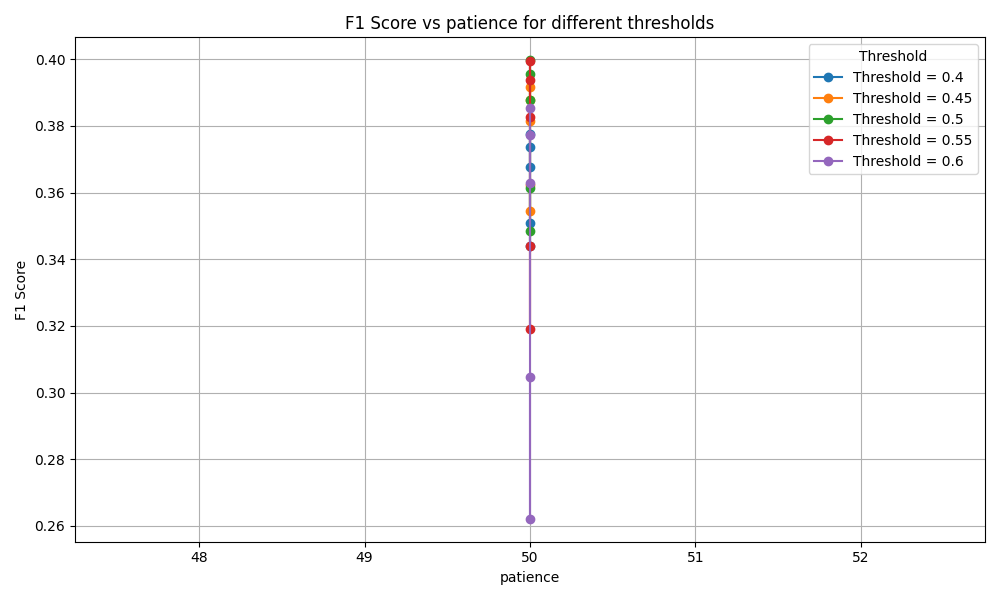 F1 Score vs patience for different thresholds
Threshold
Threshold = 0.4
Threshold = 0.45
Threshold = 0.5
Threshold = 0.55
Threshold = 0.6
F1 Score
0.40
0.38
0.36
0.34
0.32
0.30
0.28
0.26
48 49 50 51 52
patience